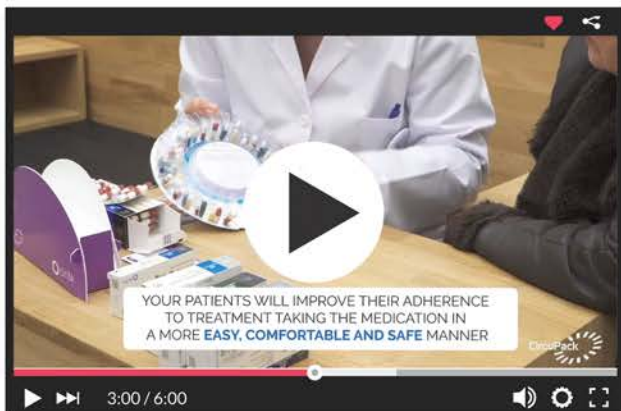 YOUR PATIENTS WILL IMPROVE THEIR ADHERENCE
TO TREATMENT TAKING THE MEDICATION IN
A MORE EASY, COMFORTABLE AND SAFE MANNER
CircuPack
3:00 / 6:00